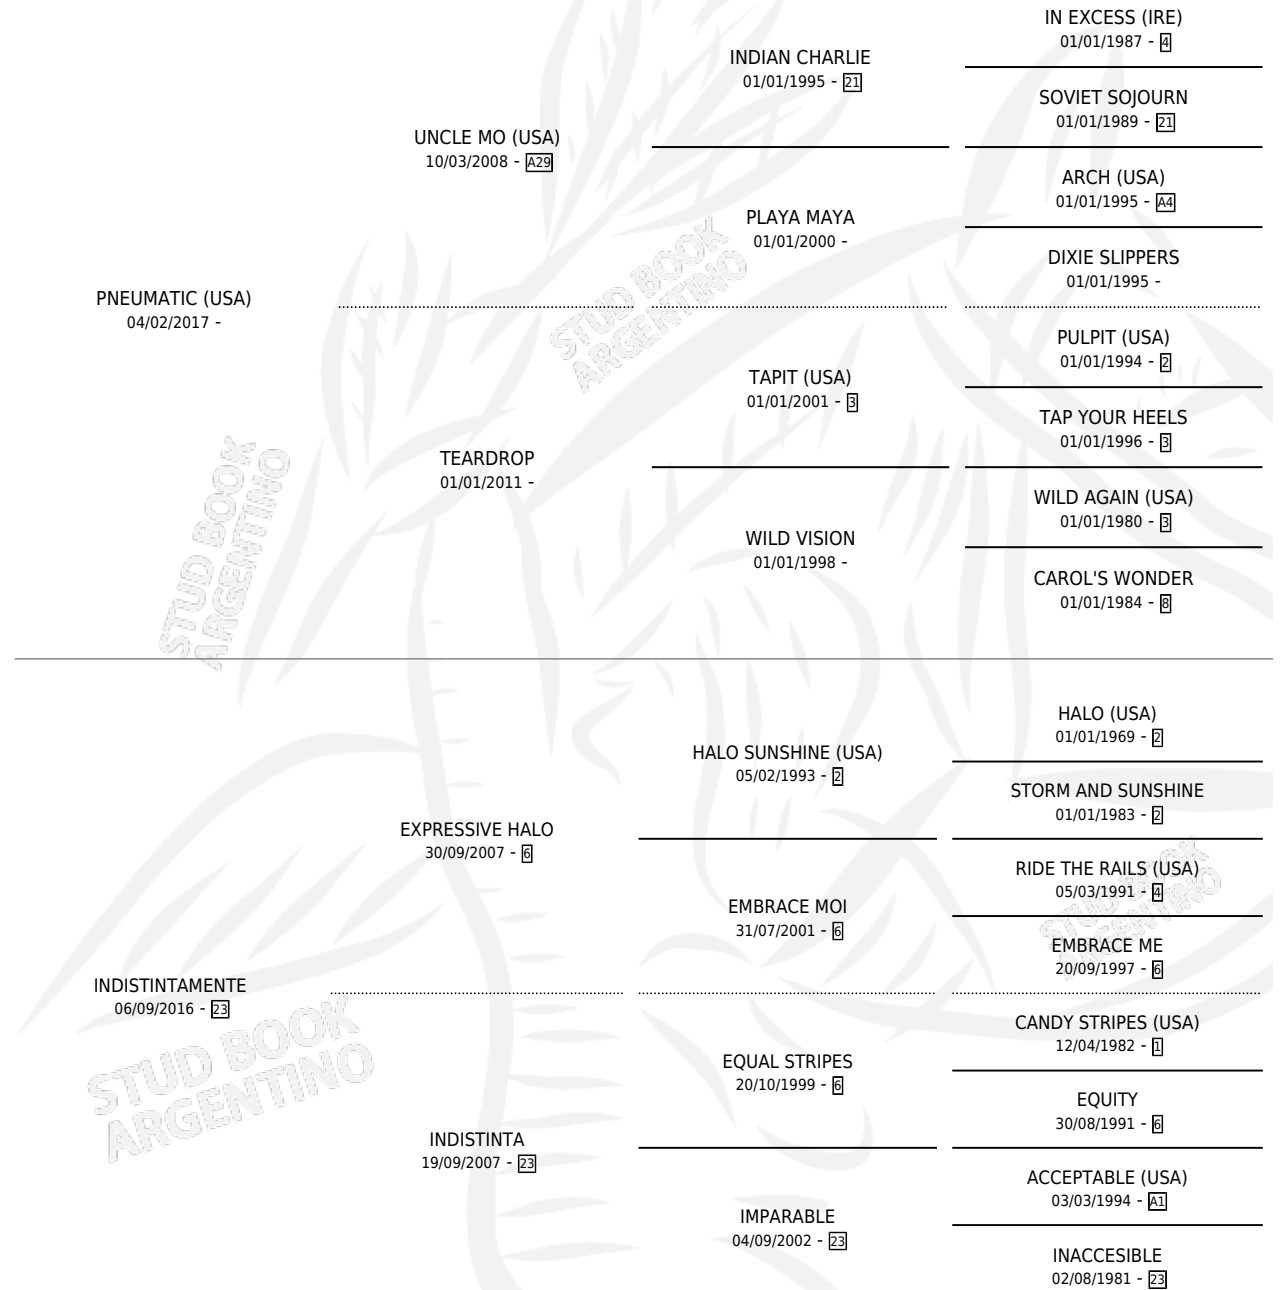 IN EXCESS (IRE)
01/01/1987 - 4
INDIAN CHARLIE
01/01/1995 - 21
SOVIET SOJOURN
01/01/1989 - 21
UNCLE MO (USA)
10/03/2008 - A29
ARCH (USA)
01/01/1995 - A4
PLAYA MAYA
01/01/2000 -
DIXIE SLIPPERS
01/01/1995 -
PNEUMATIC (USA)
04/02/2017 -
PULPIT (USA)
01/01/1994 - 2
TAPIT (USA)
01/01/2001 - 3
TAP YOUR HEELS
01/01/1996 - 3
TEARDROP
01/01/2011 -
WILD AGAIN (USA)
01/01/1980 - 3
WILD VISION
01/01/1998 -
CAROL'S WONDER
01/01/1984 - 8
HALO (USA)
01/01/1969 - 2
HALO SUNSHINE (USA)
05/02/1993 - 2
STORM AND SUNSHINE
01/01/1983 - 2
EXPRESSIVE HALO
30/09/2007 - 6
RIDE THE RAILS (USA)
05/03/1991 - 4
EMBRACE MOI
31/07/2001 - 6
EMBRACE ME
20/09/1997 - 6
INDISTINTAMENTE
06/09/2016 - 23
CANDY STRIPES (USA)
12/04/1982 - 1
EQUAL STRIPES
20/10/1999 - 6
EQUITY
30/08/1991 - 6
INDISTINTA
19/09/2007 - 23
ACCEPTABLE (USA)
03/03/1994 - A1
IMPARABLE
04/09/2002 - 23
INACCESIBLE
02/08/1981 - 23
STUD BOOK
ARGENTINO
STUD BOOK
ARGENTINO
STUD BOOK
ARGENTINO
STUD BOOK
ARGENTINO